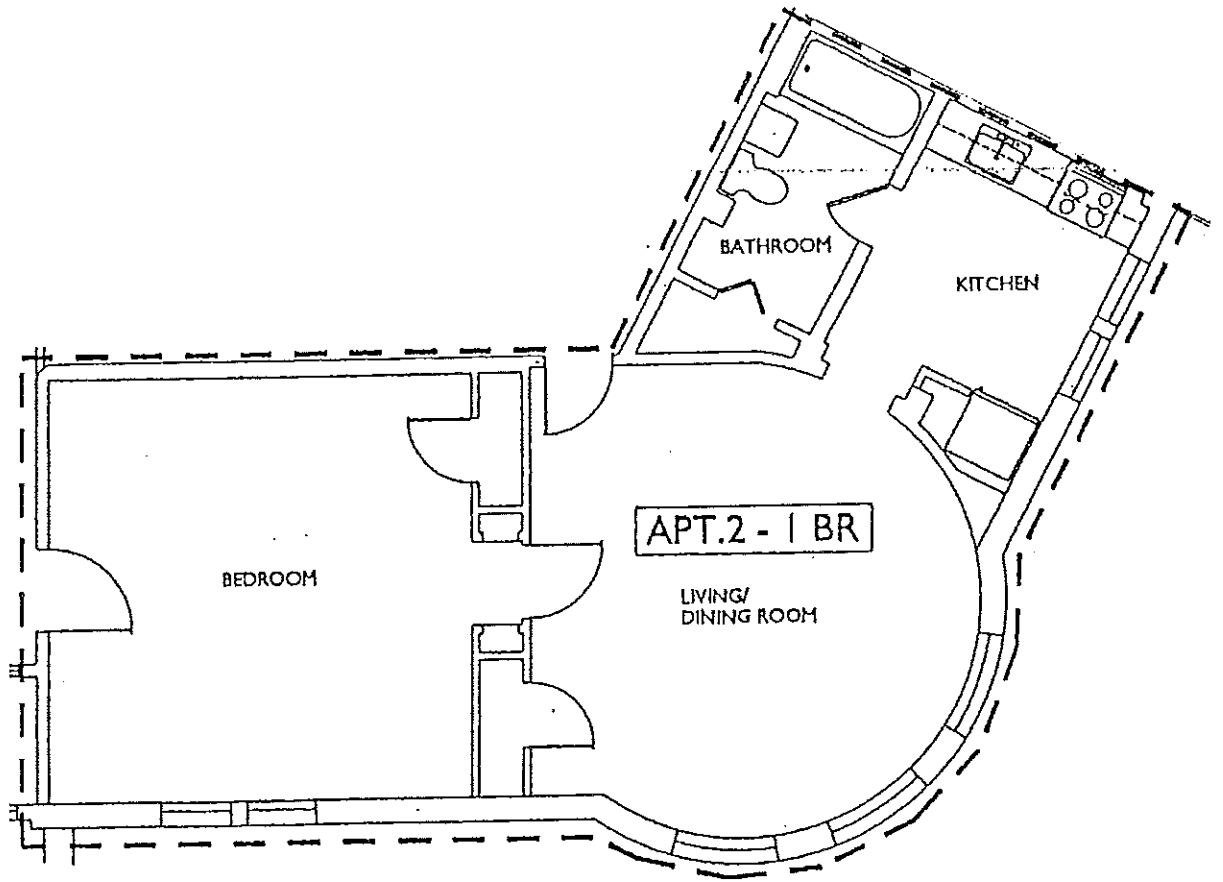 BATHROOM
KITCHEN
APT.2 - 1 BR
BEDROOM
LIVING/
DINING ROOM